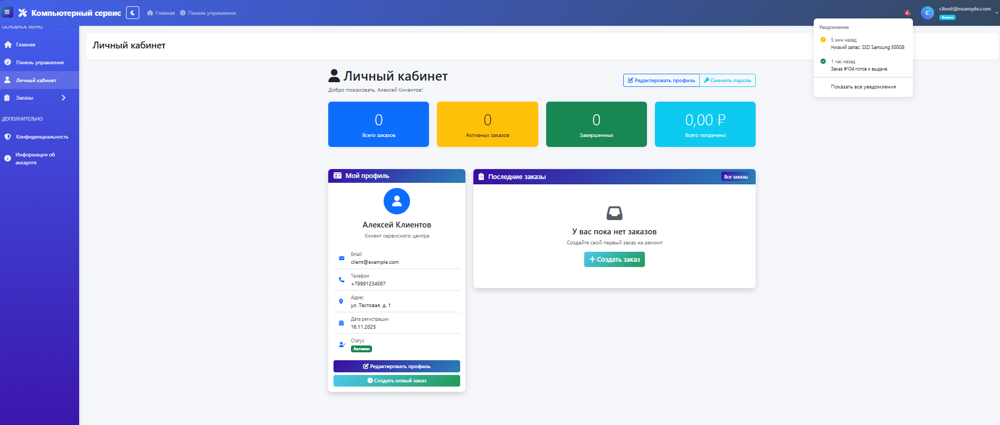 Компьютерный сервис
Главная
Панель управления
3
C
client@example.com
Клиент
ОСНОВНОЕ МЕНЮ
Главная
Панель управления
Личный кабинет
Заказы
ДОПОЛНИТЕЛЬНО
Конфиденциальность
Информация об
аккаунте
Личный кабинет
Уведомления
5 мин назад
Низкий запас: SSD Samsung 500GB
1 час назад
Заказ #104 готов к выдаче
Показать все уведомления
Личный кабинет
Добро пожаловать, Алексей Клиентов!
Редактировать профиль
Сменить пароль
0
Всего заказов
0
Активных заказов
0
Завершенных
0,00 ₽
Всего потрачено
Мой профиль
Алексей Клиентов
Клиент сервисного центра
Email
client@example.com
Телефон
+79991234567
Адрес
ул. Тестовая, д. 1
Дата регистрации
16.11.2025
Статус
Активен
Редактировать профиль
Создать новый заказ
Последние заказы
Все заказы
У вас пока нет заказов
Создайте свой первый заказ на ремонт
Создать заказ